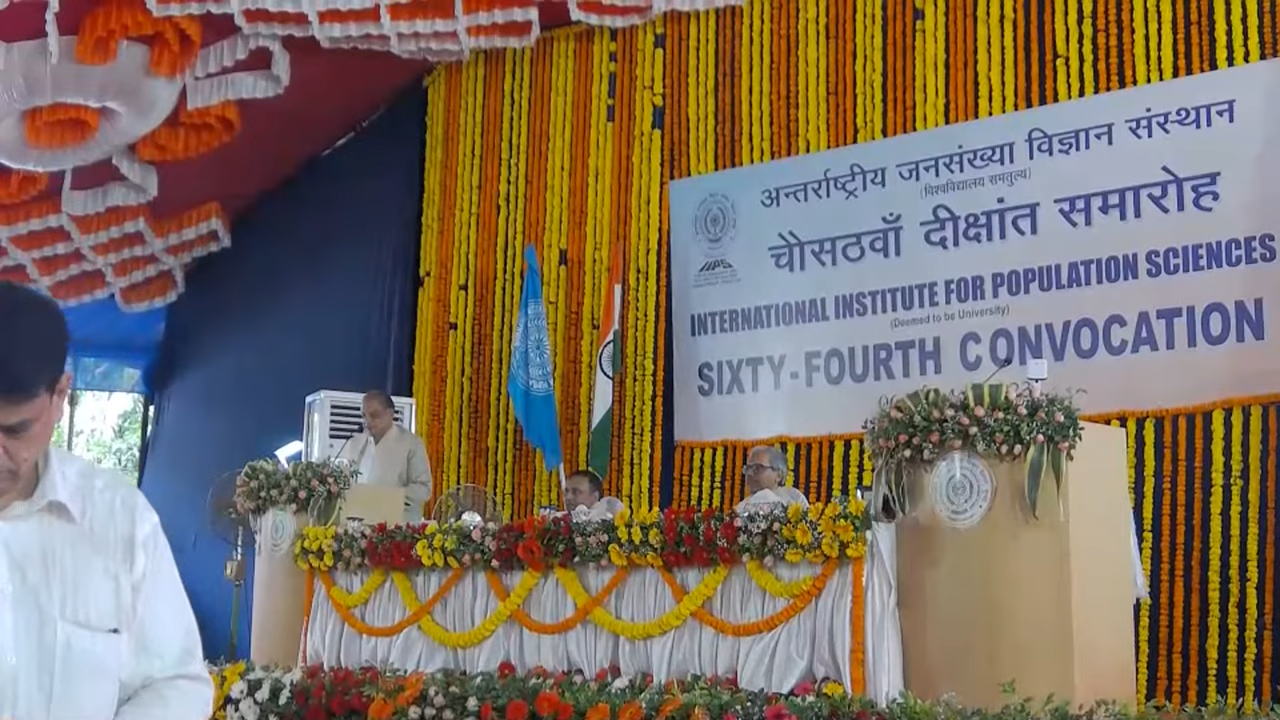 अन्तर्राष्ट्रीय जनसंख्या विज्ञान संस्थान
(विश्वविद्यालय समतुल्य)
चौसठवाँ दीक्षांत समारोह
IIPS
INTERNATIONAL INSTITUTE FOR POPULATION SCIENCES
(Deemed to be University)
SIXTY-FOURTH CONVOCATION